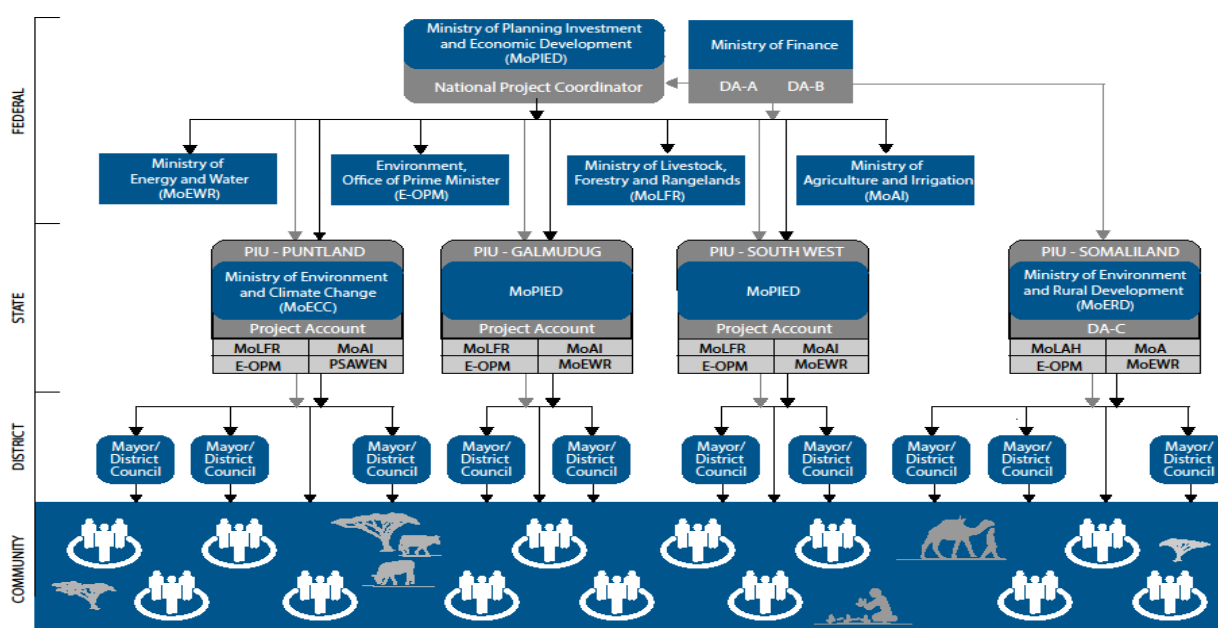 FEDERAL
Ministry of Planning Investment
and Economic Development
(MoPIED)
National Project Coordinator
Ministry of Finance
DA-A DA-B
Ministry of
Energy and Water
(MoEWR)
Environment,
Office of Prime Minister
(E-OPM)
Ministry of Livestock,
Forestry and Rangelands
(MoLFR)
Ministry of
Agriculture and Irrigation
(MoAI)
STATE
PIU - PUNTLAND
Ministry of Environment
and Climate Change
(MoECC)
Project Account
MoLFR MoAI
E-OPM PSAWEN
PIU - GALMUDUG
MoPIED
Project Account
MoLFR MoAI
E-OPM MoEWR
PIU - SOUTH WEST
MoPIED
Project Account
MoLFR MoAI
E-OPM MoEWR
PIU - SOMALILAND
Ministry of Environment
and Rural Development
(MoERD)
DA-C
MoLAH MoA
E-OPM MoEWR
DISTRICT
Mayor/
District
Council
Mayor/
District
Council
Mayor/
District
Council
Mayor/
District
Council
Mayor/
District
Council
Mayor/
District
Council
Mayor/
District
Council
Mayor/
District
Council
Mayor/
District
Council
Mayor/
District
Council
COMMUNITY